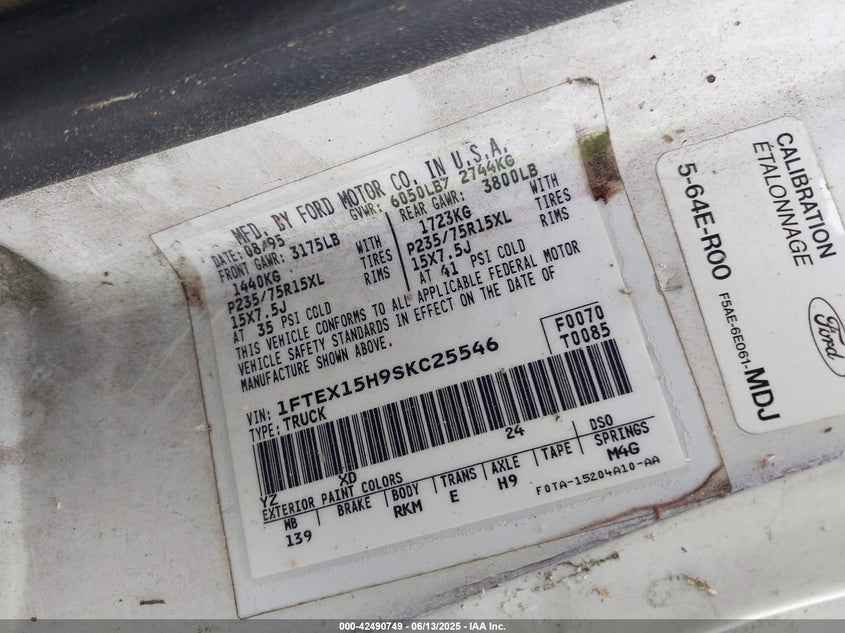 MFD. BY FORD MOTOR CO. IN U.S.A.
DATE: 08/95 GVWR: 6050LB/ 2744KG
FRONT GAWR: 3175LB REAR GAWR: 3800LB
1440KG WITH 1723KG WITH
P235/75R15XL TIRES P235/75R15XL TIRES
15X7.5J RIMS 15X7.5J RIMS
AT 35 PSI COLD AT 41 PSI COLD
THIS VEHICLE CONFORMS TO ALL APPLICABLE FEDERAL MOTOR
VEHICLE SAFETY STANDARDS IN EFFECT ON THE DATE OF
MANUFACTURE SHOWN ABOVE.
F0070
T0085
VIN: 1FTEX15H9SKC25546
TYPE: TRUCK
24
YZ XD
EXTERIOR PAINT COLORS DSO
WB BRAKE BODY TRANS AXLE TAPE SPRINGS
139 RKM E H9 M4G
F0TA-15204A10-AA
CALIBRATION
ÉTALONNAGE
5-64E-R00
F5AE-6E061-MDJ
Ford
000-42490749 - 06/13/2025 - IAA Inc.